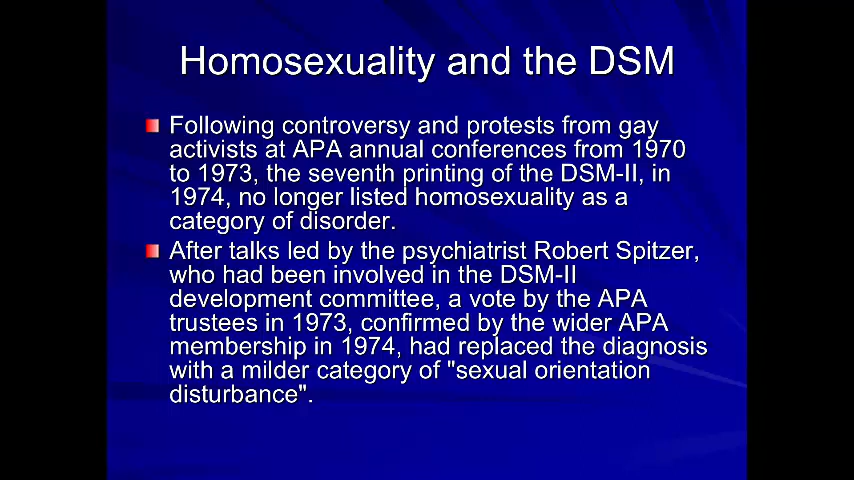 Homosexuality and the DSM
Following controversy and protests from gay
activists at APA annual conferences from 1970
to 1973, the seventh printing of the DSM-II, in
1974, no longer listed homosexuality as a
category of disorder.
After talks led by the psychiatrist Robert Spitzer,
who had been involved in the DSM-II
development committee, a vote by the APA
trustees in 1973, confirmed by the wider APA
membership in 1974, had replaced the diagnosis
with a milder category of "sexual orientation
disturbance".